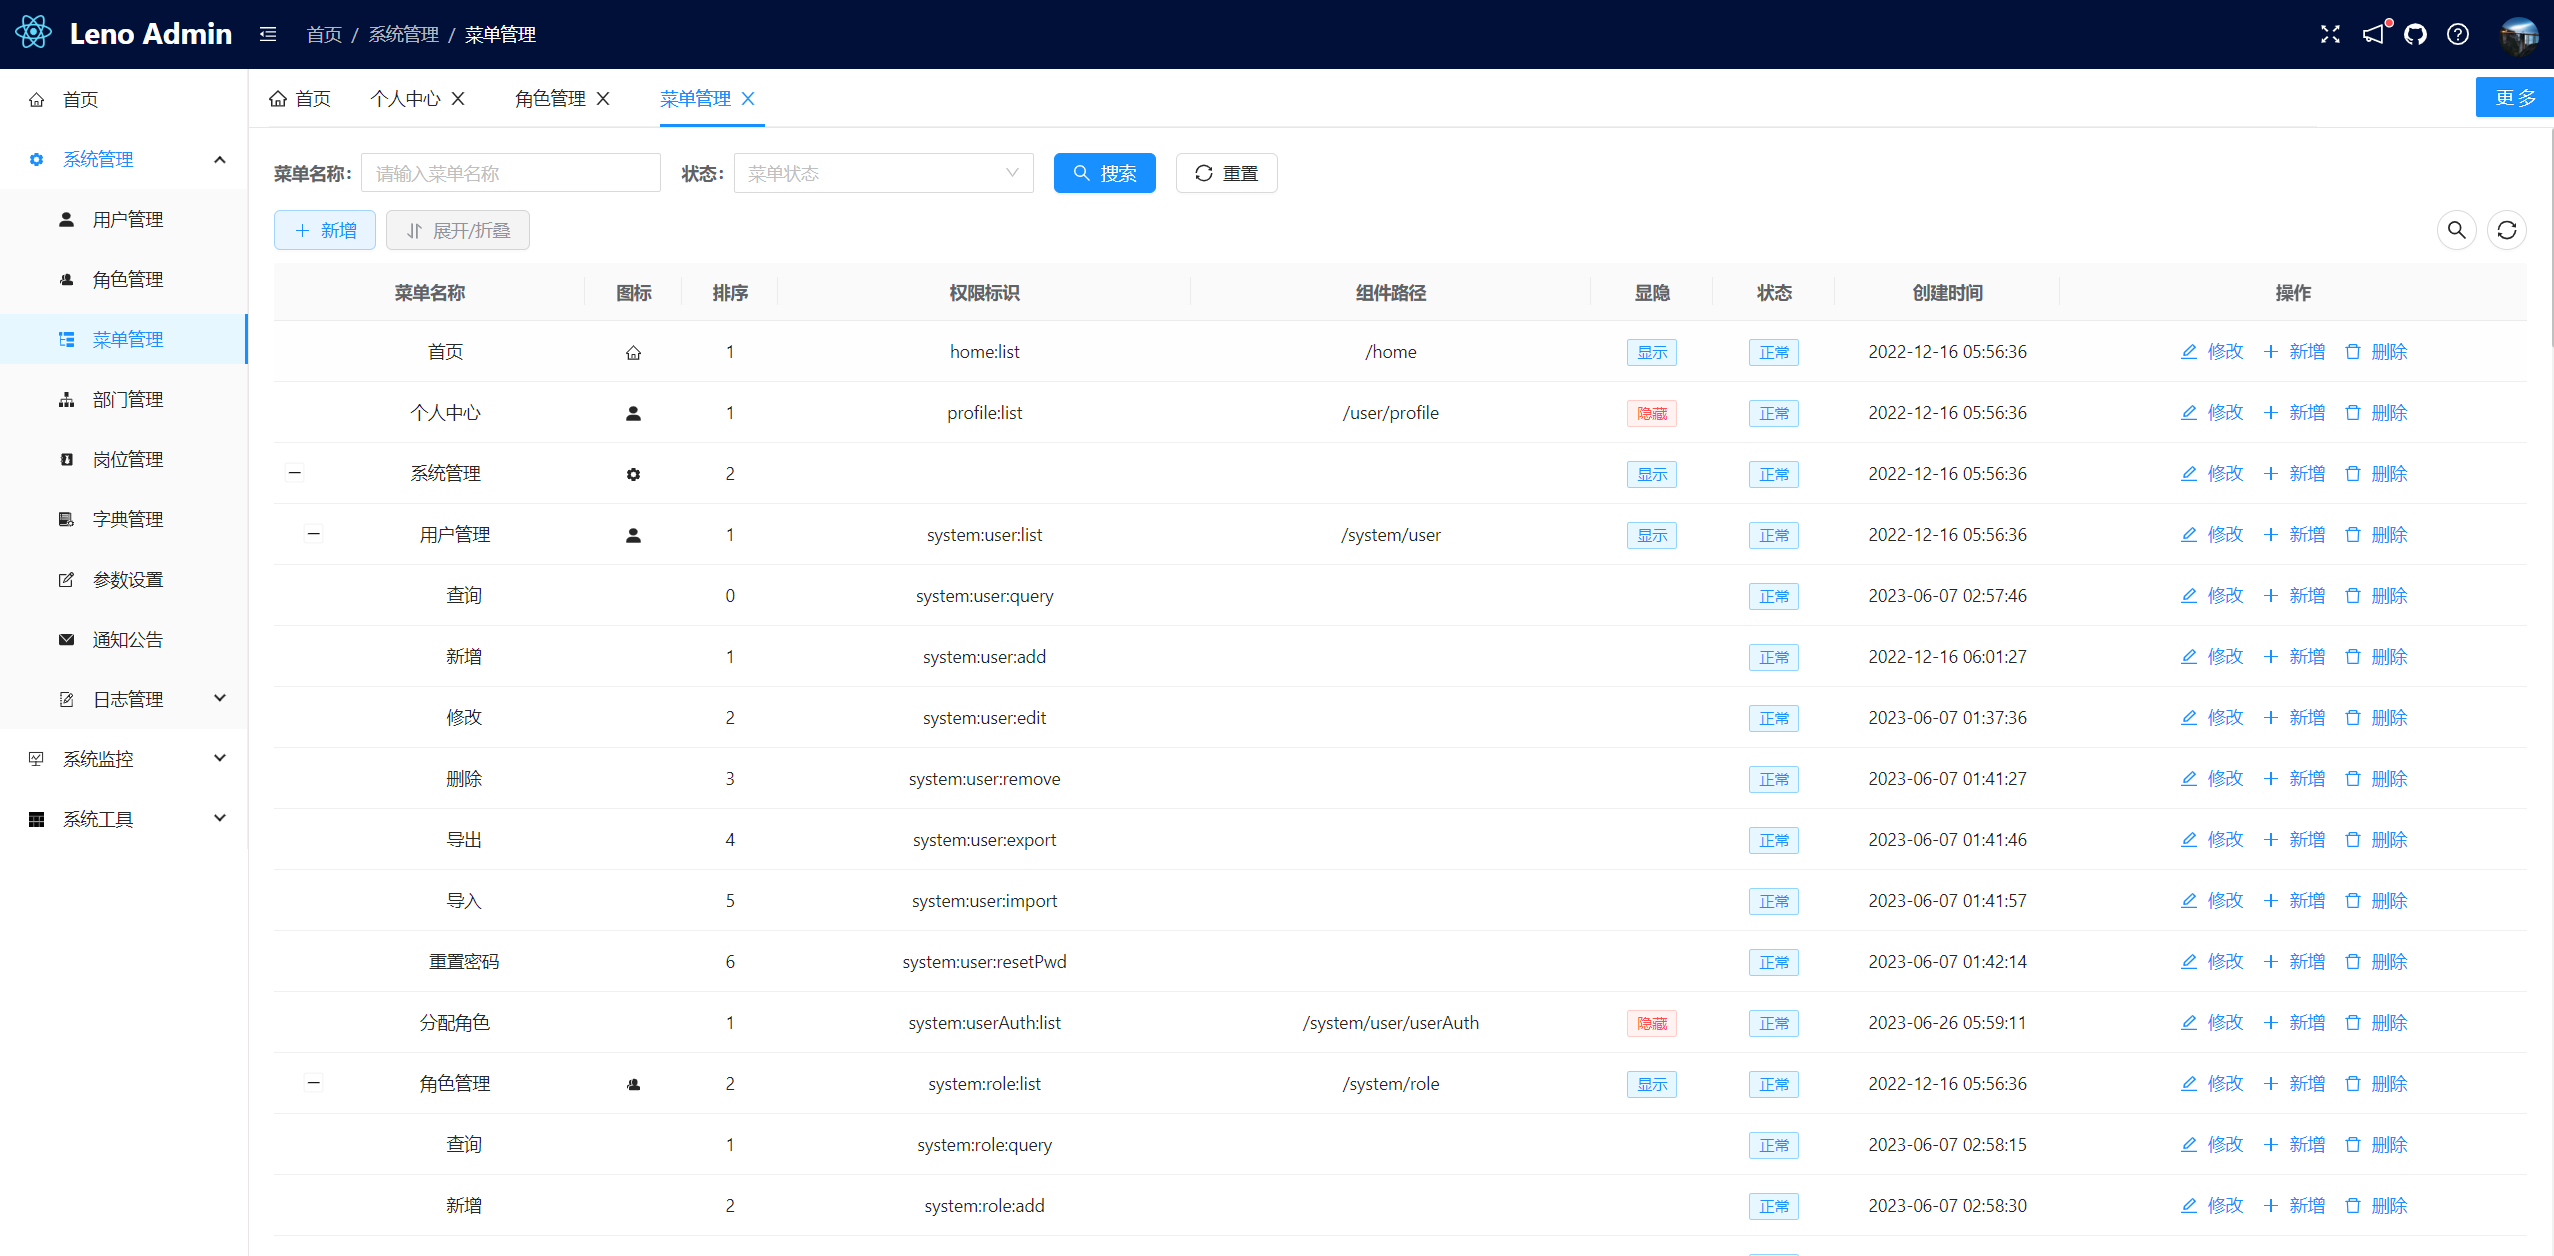 Leno Admin
首页 / 系统管理 / 菜单管理
首页
系统管理
用户管理
角色管理
菜单管理
部门管理
岗位管理
字典管理
参数设置
通知公告
日志管理
系统监控
系统工具
首页 个人中心 角色管理 菜单管理 更多
菜单名称: 请输入菜单名称 状态: 菜单状态 搜索 重置
新增 展开/折叠
菜单名称 图标 排序 权限标识 组件路径 显隐 状态 创建时间 操作
首页 1 home:list /home 显示 正常 2022-12-16 05:56:36 修改 新增 删除
个人中心 1 profile:list /user/profile 隐藏 正常 2022-12-16 05:56:36 修改 新增 删除
系统管理 2 显示 正常 2022-12-16 05:56:36 修改 新增 删除
用户管理 1 system:user:list /system/user 显示 正常 2022-12-16 05:56:36 修改 新增 删除
查询 0 system:user:query 正常 2023-06-07 02:57:46 修改 新增 删除
新增 1 system:user:add 正常 2022-12-16 06:01:27 修改 新增 删除
修改 2 system:user:edit 正常 2023-06-07 01:37:36 修改 新增 删除
删除 3 system:user:remove 正常 2023-06-07 01:41:27 修改 新增 删除
导出 4 system:user:export 正常 2023-06-07 01:41:46 修改 新增 删除
导入 5 system:user:import 正常 2023-06-07 01:41:57 修改 新增 删除
重置密码 6 system:user:resetPwd 正常 2023-06-07 01:42:14 修改 新增 删除
分配角色 1 system:userAuth:list /system/user/userAuth 隐藏 正常 2023-06-26 05:59:11 修改 新增 删除
角色管理 2 system:role:list /system/role 显示 正常 2022-12-16 05:56:36 修改 新增 删除
查询 1 system:role:query 正常 2023-06-07 02:58:15 修改 新增 删除
新增 2 system:role:add 正常 2023-06-07 02:58:30 修改 新增 删除